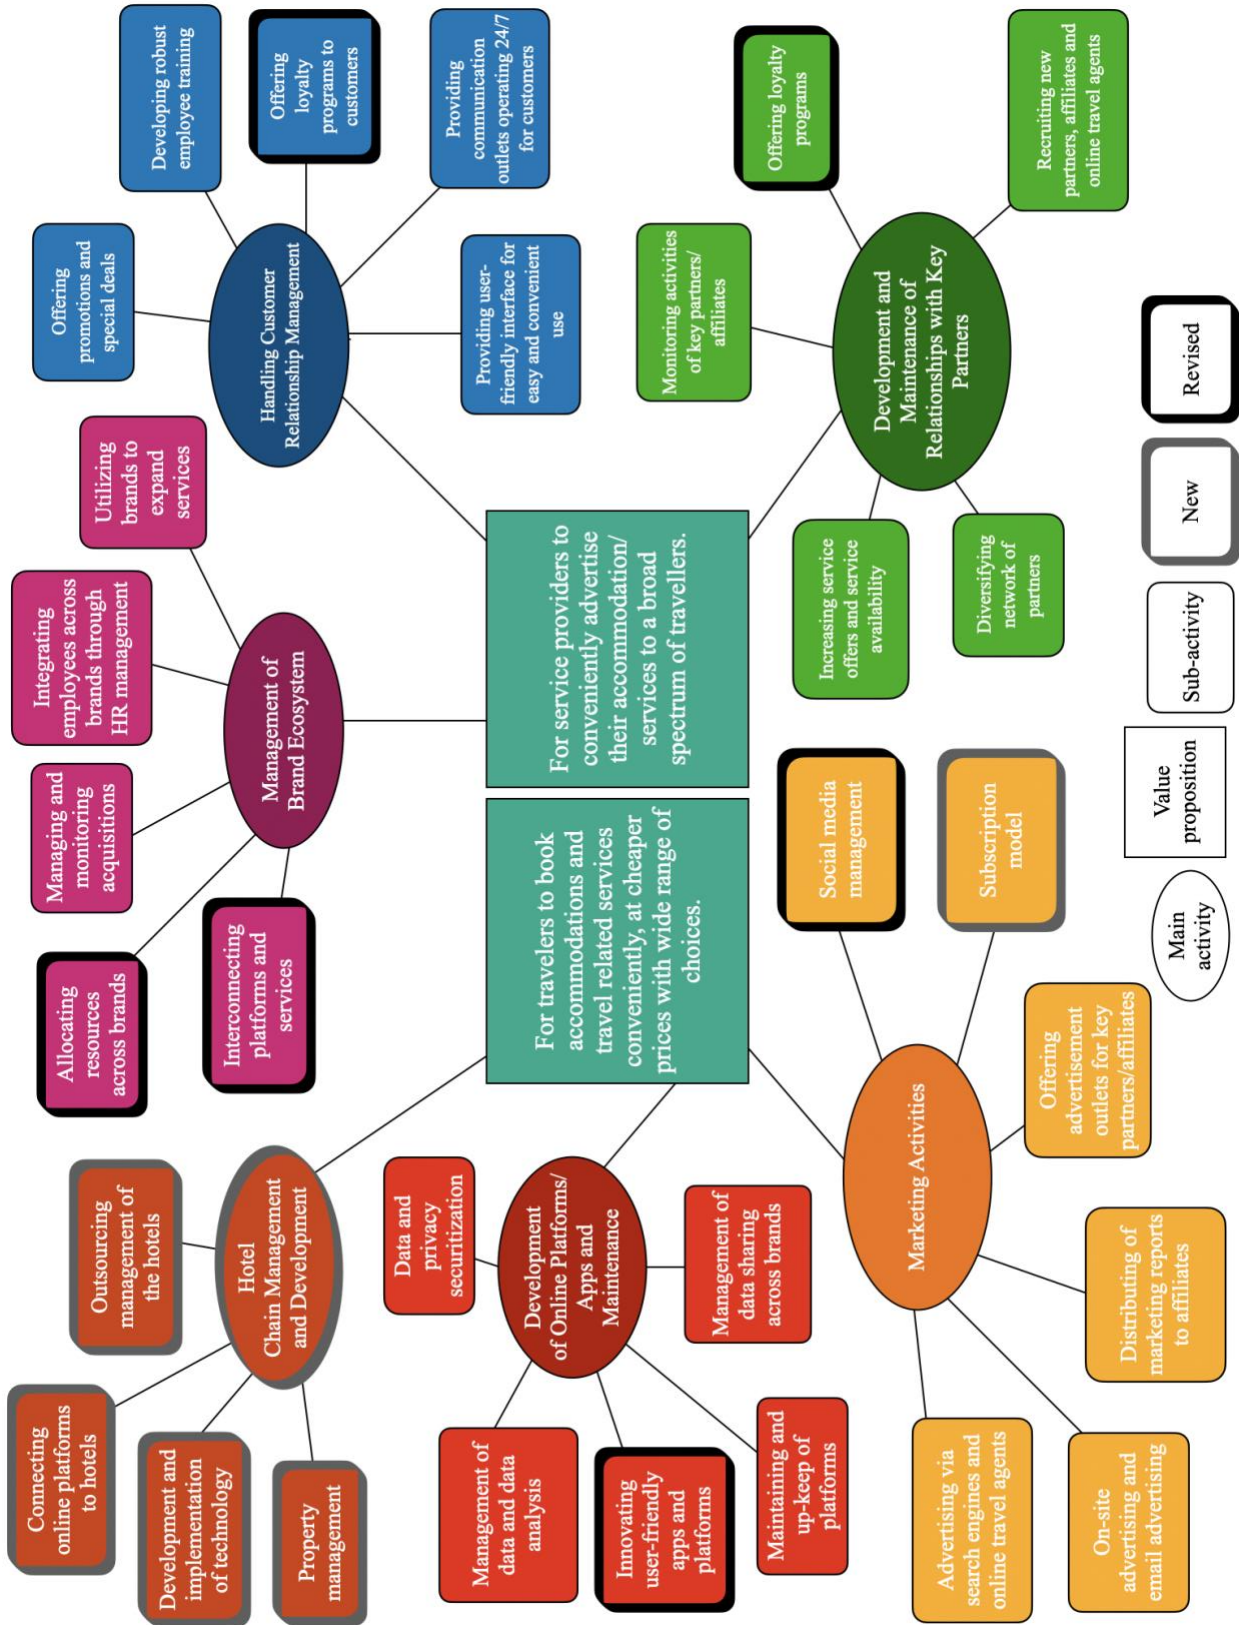 Connecting
online platforms
to hotels
Outsourcing
management of
the hotels
Development and
implementation
of technology
Property
management
Hotel
Chain Management
and Development
Allocating
resources
across brands
Managing and
monitoring
acquisitions
Integrating
employees across
brands through
HR management
Utilizing
brands to
expand
services
Interconnecting
platforms and
services
Management of
Brand Ecosystem
Offering
promotions and
special deals
Developing robust
employee training
Offering
loyalty
programs to
customers
Providing
communication
outlets operating 24/7
for customers
Providing user-
friendly interface for
easy and convenient
use
Handling Customer
Relationship Management
For travelers to book
accommodations and
travel related services
conveniently, at cheaper
prices with wide range of
choices.
For service providers to
conveniently advertise
their accommodation/
services to a broad
spectrum of travellers.
Data and
privacy
securitization
Management of
data and data
analysis
Development
of Online Platforms/
Apps and
Maintenance
Innovating
user-friendly
apps and
platforms
Management of
data sharing
across brands
Maintaining and
up-keep of
platforms
Monitoring activities
of key partners/
affiliates
Offering loyalty
programs
Increasing service
offers and service
availability
Development and
Maintenance of
Relationships with Key
Partners
Diversifying
network of
partners
Recruiting new
partners, affiliates and
online travel agents
Social media
management
Subscription
model
Marketing Activities
Advertising via
search engines and
online travel agents
On-site
advertising and
email advertising
Distributing of
marketing reports
to affiliates
Offering
advertisement
outlets for key
partners/affiliates
Main
activity
Value
proposition
Sub-activity
New
Revised